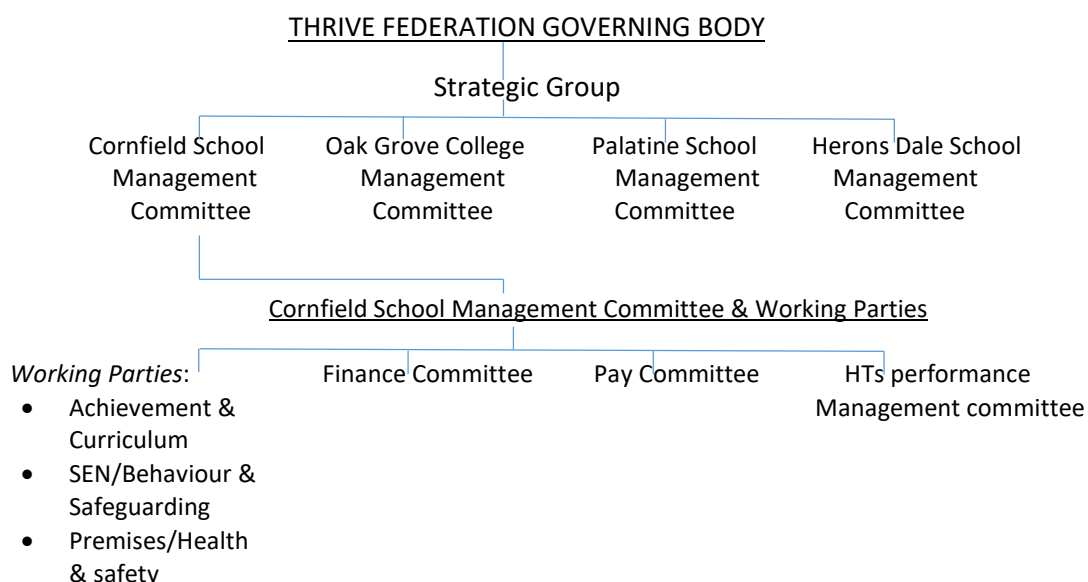 THRIVE FEDERATION GOVERNING BODY
Strategic Group
Cornfield School
Management
Committee
Oak Grove College
Management
Committee
Palatine School
Management
Committee
Herons Dale School
Management
Committee
Cornfield School Management Committee & Working Parties
Working Parties:
• Achievement &
Curriculum
• SEN/Behaviour &
Safeguarding
• Premises/Health
& safety
Finance Committee
Pay Committee
HTs performance
Management committee